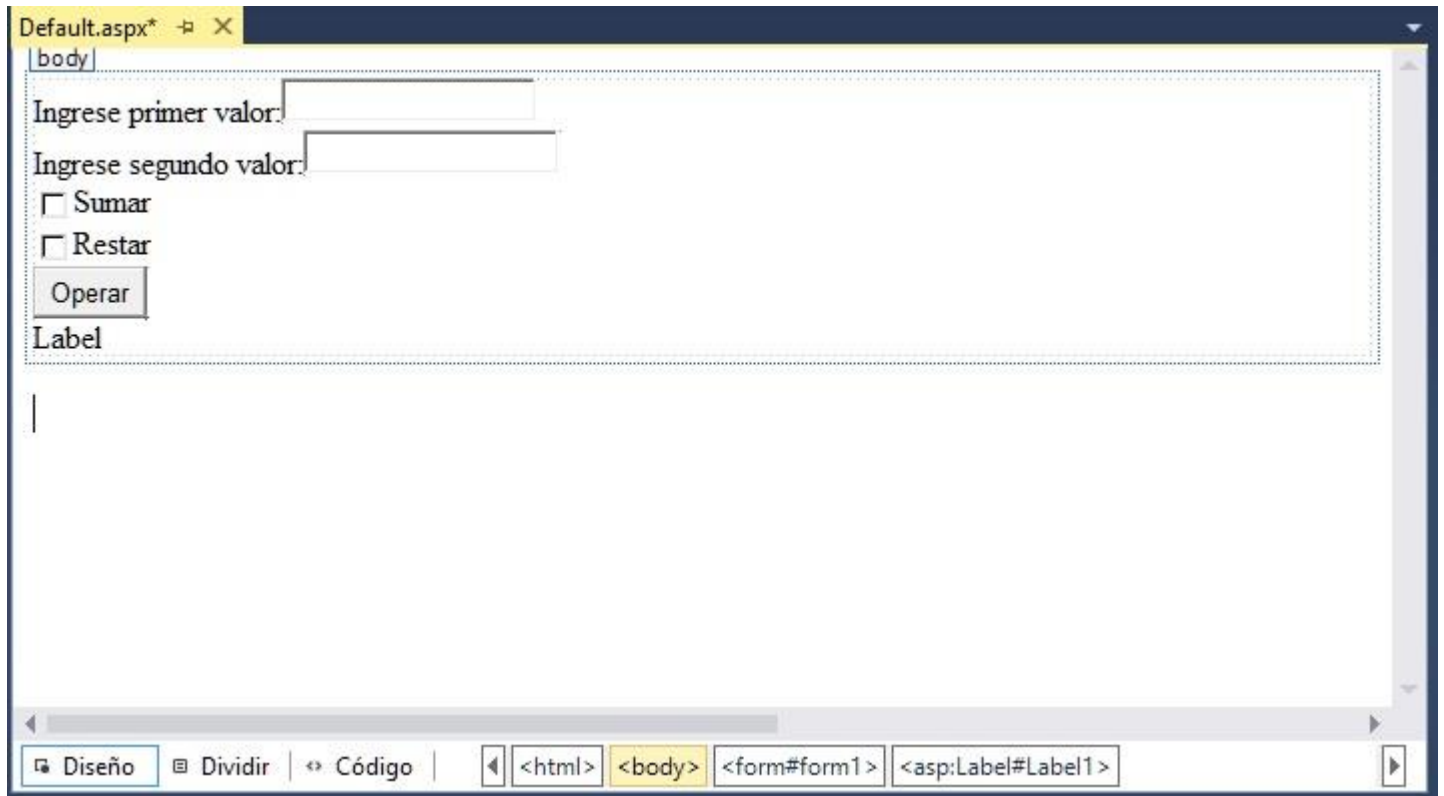 Default.aspx*
body
Ingrese primer valor:
Ingrese segundo valor:
Sumar
Restar
Operar
Label
Diseño Dividir Código <html> <body> <form#form1> <asp:Label#Label1>